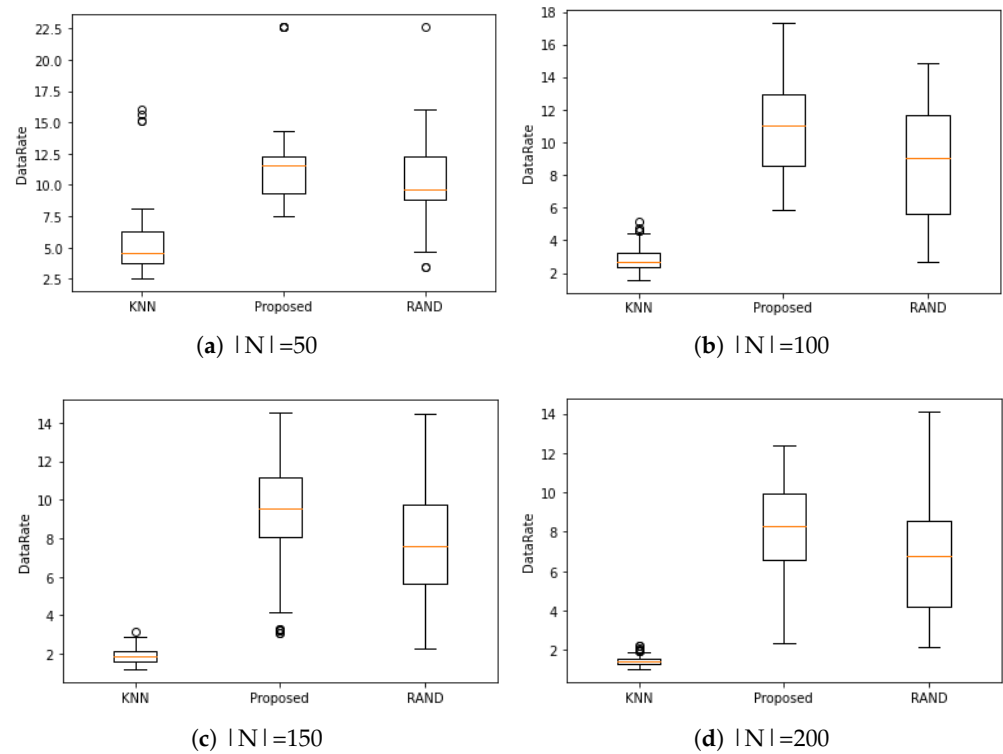 22.5
20.0
17.5
15.0
12.5
10.0
7.5
5.0
2.5
DataRate
KNN Proposed RAND
(a) |N|=50
18
16
14
12
10
8
6
4
2
DataRate
KNN Proposed RAND
(b) |N|=100
14
12
10
8
6
4
2
DataRate
KNN Proposed RAND
(c) |N|=150
14
12
10
8
6
4
2
DataRate
KNN Proposed RAND
(d) |N|=200